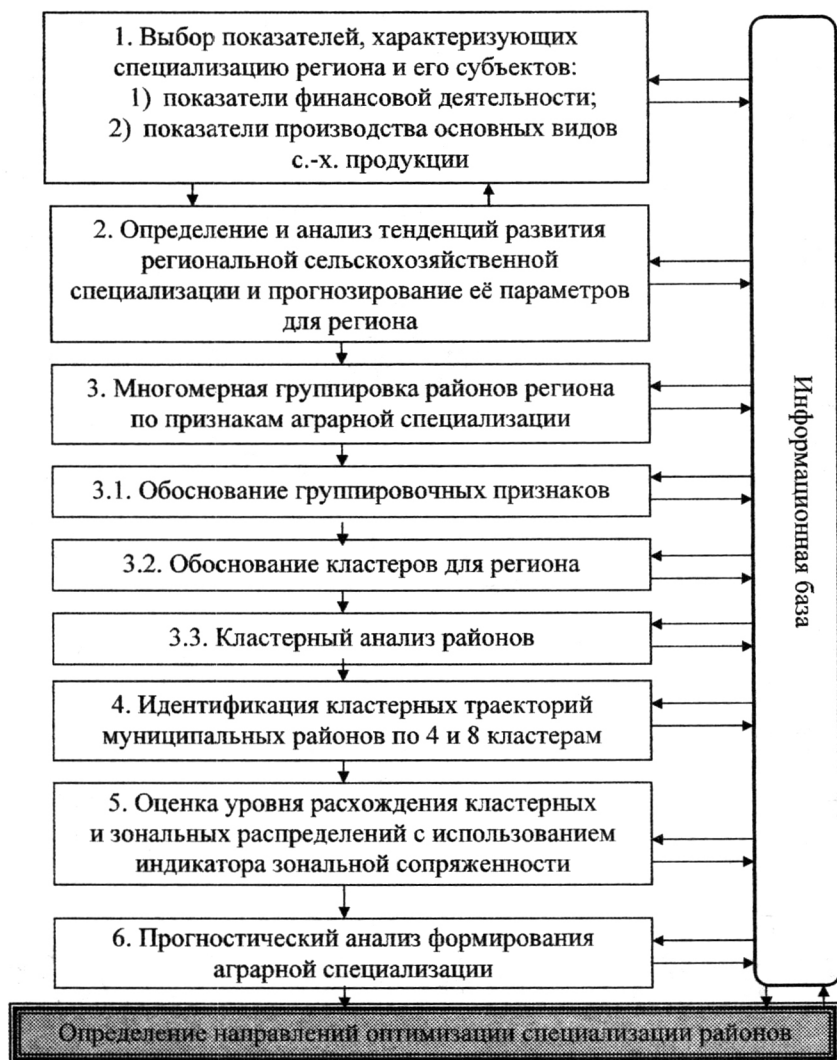 1. Выбор показателей, характеризующих
специализацию региона и его субъектов:
1) показатели финансовой деятельности;
2) показатели производства основных видов
с.-х. продукции
2. Определение и анализ тенденций развития
региональной сельскохозяйственной
специализации и прогнозирование её параметров
для региона
3. Многомерная группировка районов региона
по признакам аграрной специализации
3.1. Обоснование группировочных признаков
3.2. Обоснование кластеров для региона
3.3. Кластерный анализ районов
4. Идентификация кластерных траекторий
муниципальных районов по 4 и 8 кластерам
5. Оценка уровня расхождения кластерных
и зональных распределений с использованием
индикатора зональной сопряженности
6. Прогностический анализ формирования
аграрной специализации
Информационная база
Определение направлений оптимизации специализации районов